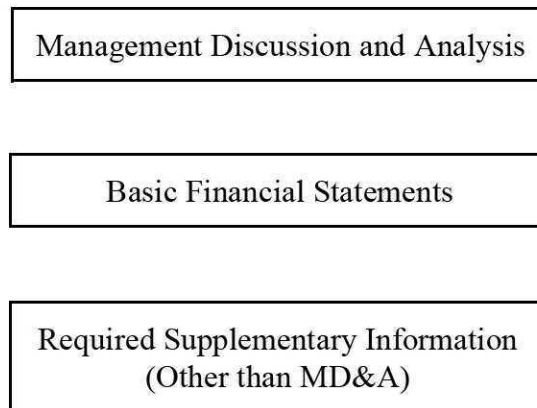 Management Discussion and Analysis
Basic Financial Statements
Required Supplementary Information
(Other than MD&A)